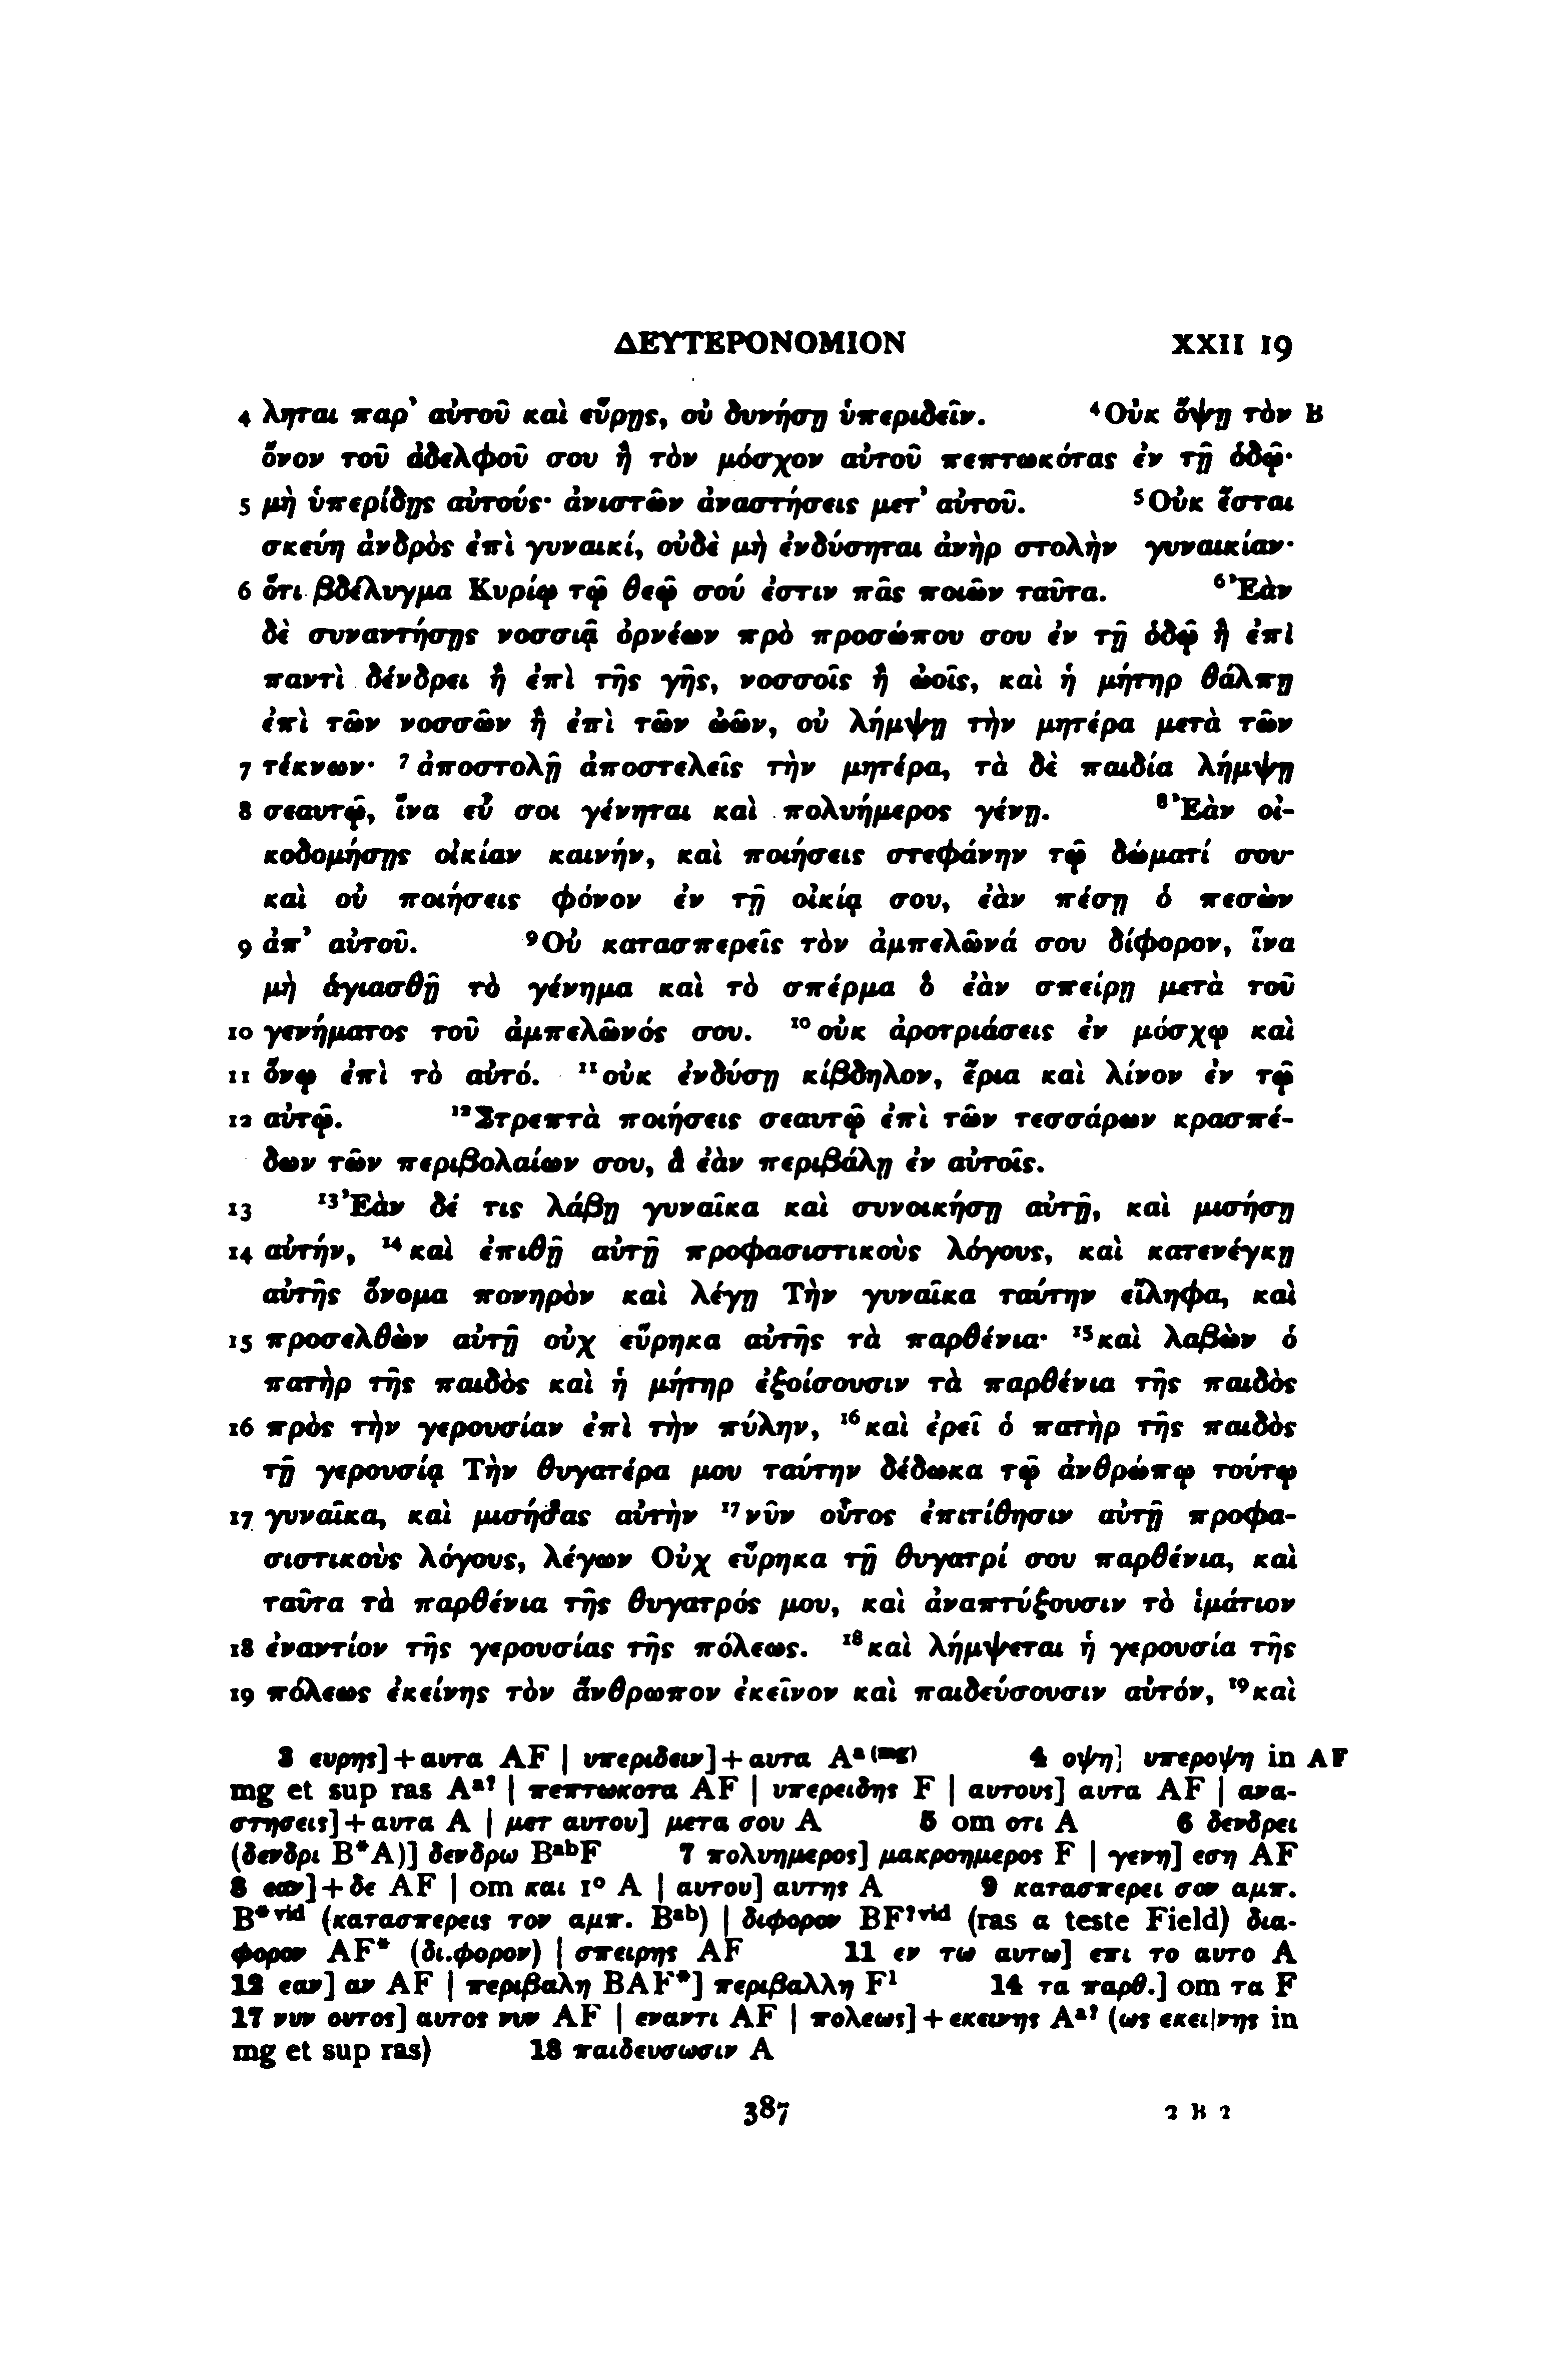 ΔΕΥΤΕΡΟΝΟΜΙΟΝ XXII 19
4 ληται παρ' αὐτοῦ καὶ εὕρῃς, οὐ δυνήσῃ ὑπεριδεῖν. ⁴Οὐκ ὄψῃ τὸν B
ὄνον τοῦ ἀδελφοῦ σου ἢ τὸν μόσχον αὐτοῦ πεπτωκότας ἐν τῇ ὁδῷ·
5 μὴ ὑπερίδῃς αὐτούς· ἀνιστῶν ἀναστήσεις μετ' αὐτοῦ. ⁵Οὐκ ἔσται
σκεύη ἀνδρὸς ἐπὶ γυναικί, οὐδὲ μὴ ἐνδύσηται ἀνὴρ στολὴν γυναικίαν·
6 ὅτι βδέλυγμα Κυρίῳ τῷ θεῷ σού ἐστιν πᾶς ποιῶν ταῦτα. ⁶Ἐὰν
δὲ συναντήσῃς νοσσιᾷ ὀρνέων πρὸ προσώπου σου ἐν τῇ ὁδῷ ἢ ἐπὶ
παντὶ δένδρει ἢ ἐπὶ τῆς γῆς, νοσσοῖς ἢ ὠοῖς, καὶ ἡ μήτηρ θάλπῃ
ἐπὶ τῶν νοσσῶν ἢ ἐπὶ τῶν ὠῶν, οὐ λήμψῃ τὴν μητέρα μετὰ τῶν
7 τέκνων· ⁷ἀποστολῇ ἀποστελεῖς τὴν μητέρα, τὰ δὲ παιδία λήμψῃ
8 σεαυτῷ, ἵνα εὖ σοι γένηται καὶ πολυήμερος γένῃ. ⁸Ἐὰν οἰ-
κοδομήσῃς οἰκίαν καινήν, καὶ ποιήσεις στεφάνην τῷ δώματί σου·
καὶ οὐ ποιήσεις φόνον ἐν τῇ οἰκίᾳ σου, ἐὰν πέσῃ ὁ πεσὼν
9 ἀπ' αὐτοῦ. ⁹Οὐ κατασπερεῖς τὸν ἀμπελῶνά σου δίφορον, ἵνα
μὴ ἁγιασθῇ τὸ γένημα καὶ τὸ σπέρμα ὃ ἐὰν σπείρῃ μετὰ τοῦ
10 γενήματος τοῦ ἀμπελῶνός σου. ¹⁰οὐκ ἀροτριάσεις ἐν μόσχῳ καὶ
11 ὄνῳ ἐπὶ τὸ αὐτό. ¹¹οὐκ ἐνδύσῃ κίβδηλον, ἔρια καὶ λίνον ἐν τῷ
12 αὐτῷ. ¹²Στρεπτὰ ποιήσεις σεαυτῷ ἐπὶ τῶν τεσσάρων κρασπέ-
δων τῶν περιβολαίων σου, ἃ ἐὰν περιβάλῃ ἐν αὐτοῖς.
13 ¹³Ἐὰν δέ τις λάβῃ γυναῖκα καὶ συνοικήσῃ αὐτῇ, καὶ μισήσῃ
14 αὐτήν, ¹⁴καὶ ἐπιθῇ αὐτῇ προφασιστικοὺς λόγους, καὶ κατενέγκῃ
αὐτῆς ὄνομα πονηρὸν καὶ λέγῃ Τὴν γυναῖκα ταύτην εἴληφα, καὶ
15 προσελθὼν αὐτῇ οὐχ εὕρηκα αὐτῆς τὰ παρθένια· ¹⁵καὶ λαβὼν ὁ
πατὴρ τῆς παιδὸς καὶ ἡ μήτηρ ἐξοίσουσιν τὰ παρθένια τῆς παιδὸς
16 πρὸς τὴν γερουσίαν ἐπὶ τὴν πύλην, ¹⁶καὶ ἐρεῖ ὁ πατὴρ τῆς παιδὸς
τῇ γερουσίᾳ Τὴν θυγατέρα μου ταύτην δέδωκα τῷ ἀνθρώπῳ τούτῳ
17 γυναῖκα, καὶ μισήσας αὐτὴν ¹⁷νῦν οὗτος ἐπιτίθησιν αὐτῇ προφα-
σιστικοὺς λόγους, λέγων Οὐχ εὕρηκα τῇ θυγατρί σου παρθένια, καὶ
ταῦτα τὰ παρθένια τῆς θυγατρός μου, καὶ ἀναπτύξουσιν τὸ ἱμάτιον
18 ἐναντίον τῆς γερουσίας τῆς πόλεως. ¹⁸καὶ λήμψεται ἡ γερουσία τῆς
19 πόλεως ἐκείνης τὸν ἄνθρωπον ἐκεῖνον καὶ παιδεύσουσιν αὐτόν, ¹⁹καὶ
3 ευρης]+αυτα AF | υπεριδειν]+αυτα Aᵃ⁽ᵐᵍ⁾ 4 οψη] υπεροψη in AF
mg et sup ras Aᵃ? | πεπτωκοτα AF | υπερειδης F | αυτους] αυτα AF | ανα-
στησεις]+αυτα A | μετ αυτου] μετα σου A 5 om οτι A 6 δενδρει
(δενδρι B*A)] δενδρω BᵃᵇF 7 πολυημερος] μακροημερος F | γενη] εση AF
8 εαν]+δε AF | om και 1° A | αυτου] αυτης A 9 κατασπερει σον αμπ.
B*ᵛⁱᵈ (κατασπερεις τον αμπ. Bᵃᵇ) | διφορον BF?ᵛⁱᵈ (ras α teste Field) δια-
φορον AF* (δι.φορον) | σπειρης AF 11 εν τω αυτω] επι το αυτο A
12 εαν] αν AF | περιβαλη BAF*] περιβαλλη F¹ 14 τα παρθ.] om τα F
17 νυν ουτος] αυτος νυν AF | εναντι AF | πολεως]+εκεινης Aᵃ? (ως εκει|νης in
mg et sup ras) 18 παιδευσωσιν A
387 2 B 2